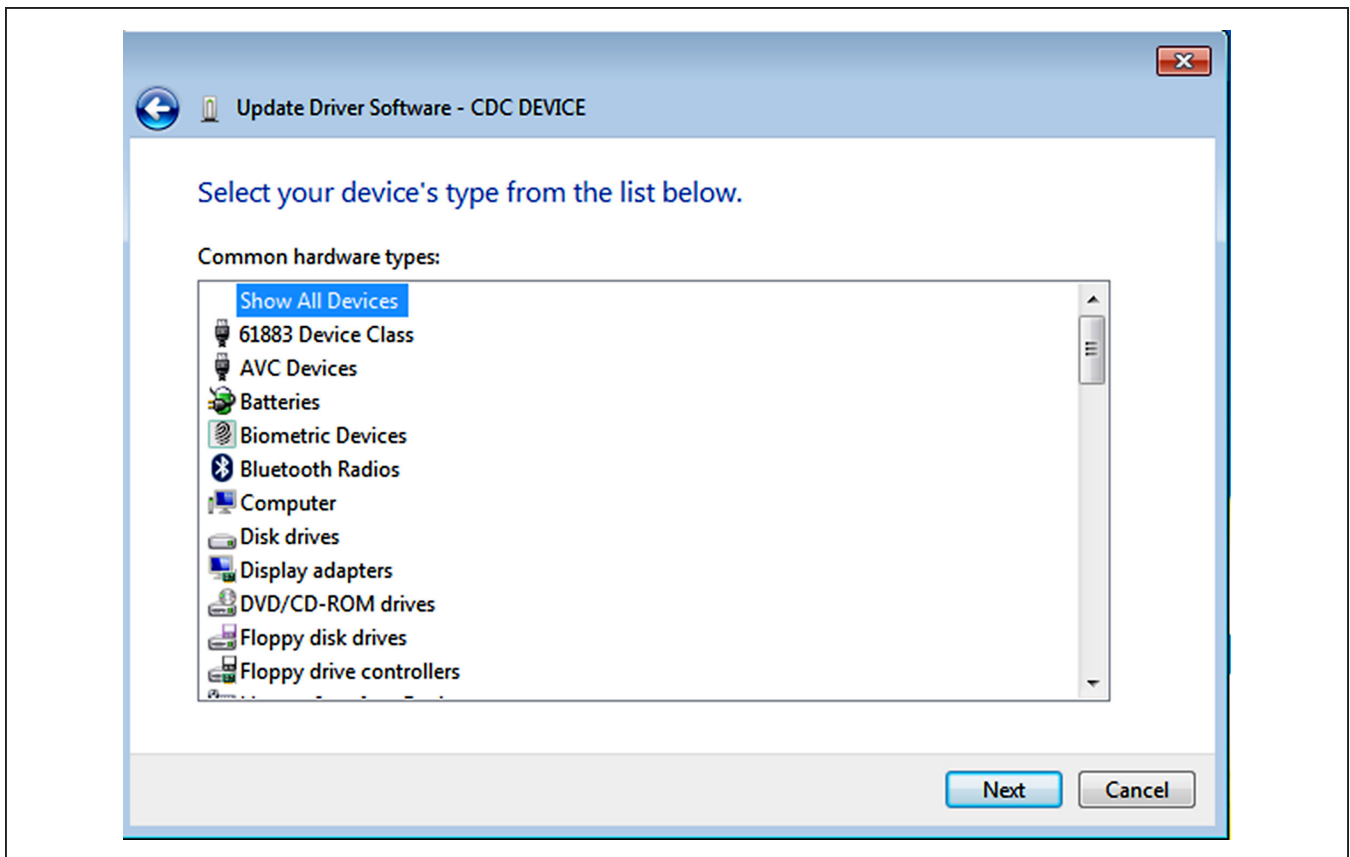 Update Driver Software - CDC DEVICE
Select your device's type from the list below.
Common hardware types:
Show All Devices
61883 Device Class
AVC Devices
Batteries
Biometric Devices
Bluetooth Radios
Computer
Disk drives
Display adapters
DVD/CD-ROM drives
Floppy disk drives
Floppy drive controllers
Next Cancel